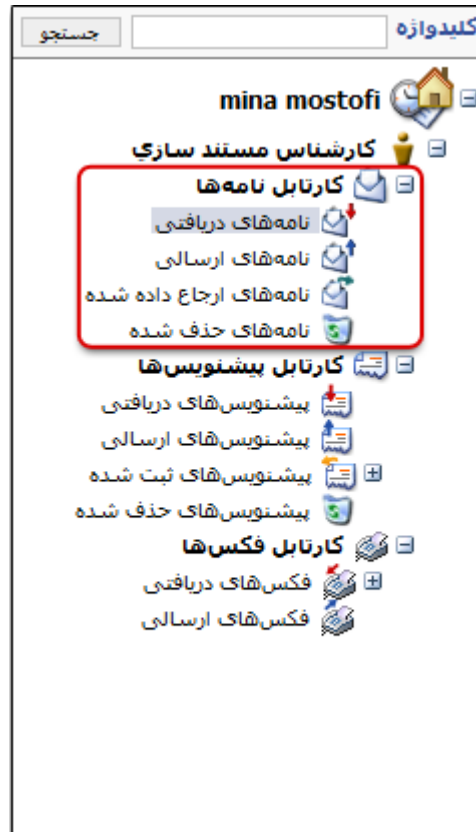 کلیدواژه جستجو
mina mostofi
کارشناس مستند سازي
کارتابل نامه‌ها
نامه‌های دریافتی
نامه‌های ارسالی
نامه‌های ارجاع داده شده
نامه‌های حذف شده
کارتابل پیشنویس‌ها
پیشنویس‌های دریافتی
پیشنویس‌های ارسالی
پیشنویس‌های ثبت شده
پیشنویس‌های حذف شده
کارتابل فکس‌ها
فکس‌های دریافتی
فکس‌های ارسالی